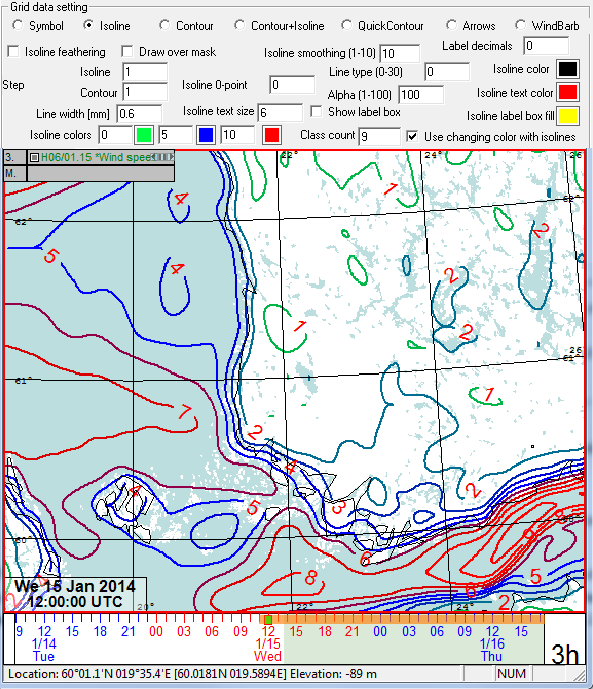 Grid data setting
Symbol Isoline Contour Contour+Isoline QuickContour Arrows WindBarb
Isoline feathering Draw over mask Isoline smoothing (1-10) 10 Label decimals 0
Step Isoline 1 Isoline 0-point 0 Line type (0-30) 0 Isoline color
Contour 1 Alpha (1-100) 100 Isoline text color
Line width [mm] 0.6 Isoline text size 6 Show label box Isoline label box fill
Isoline colors 0 5 10 Class count 9 Use changing color with isolines
3. H06/01.15 *Wind spee
M.
22° 24° 26
62° 62°
4 1 2
5 4 2
1 2
61° 61° 26
7 1
2
4 2
4 5 3
60° 6
8 6 5
2
We 15 Jan 2014
12:00:00 UTC
20° 22° 24°
9 12 15 18 21 00 03 06 09 12 15 18 21 00 03 06 09 12 15
1/14 1/15 1/16
Tue Wed Thu
3h
Location: 60°01.1'N 019°35.4'E [60.0181N 019.5894E] Elevation: -89 m NUM